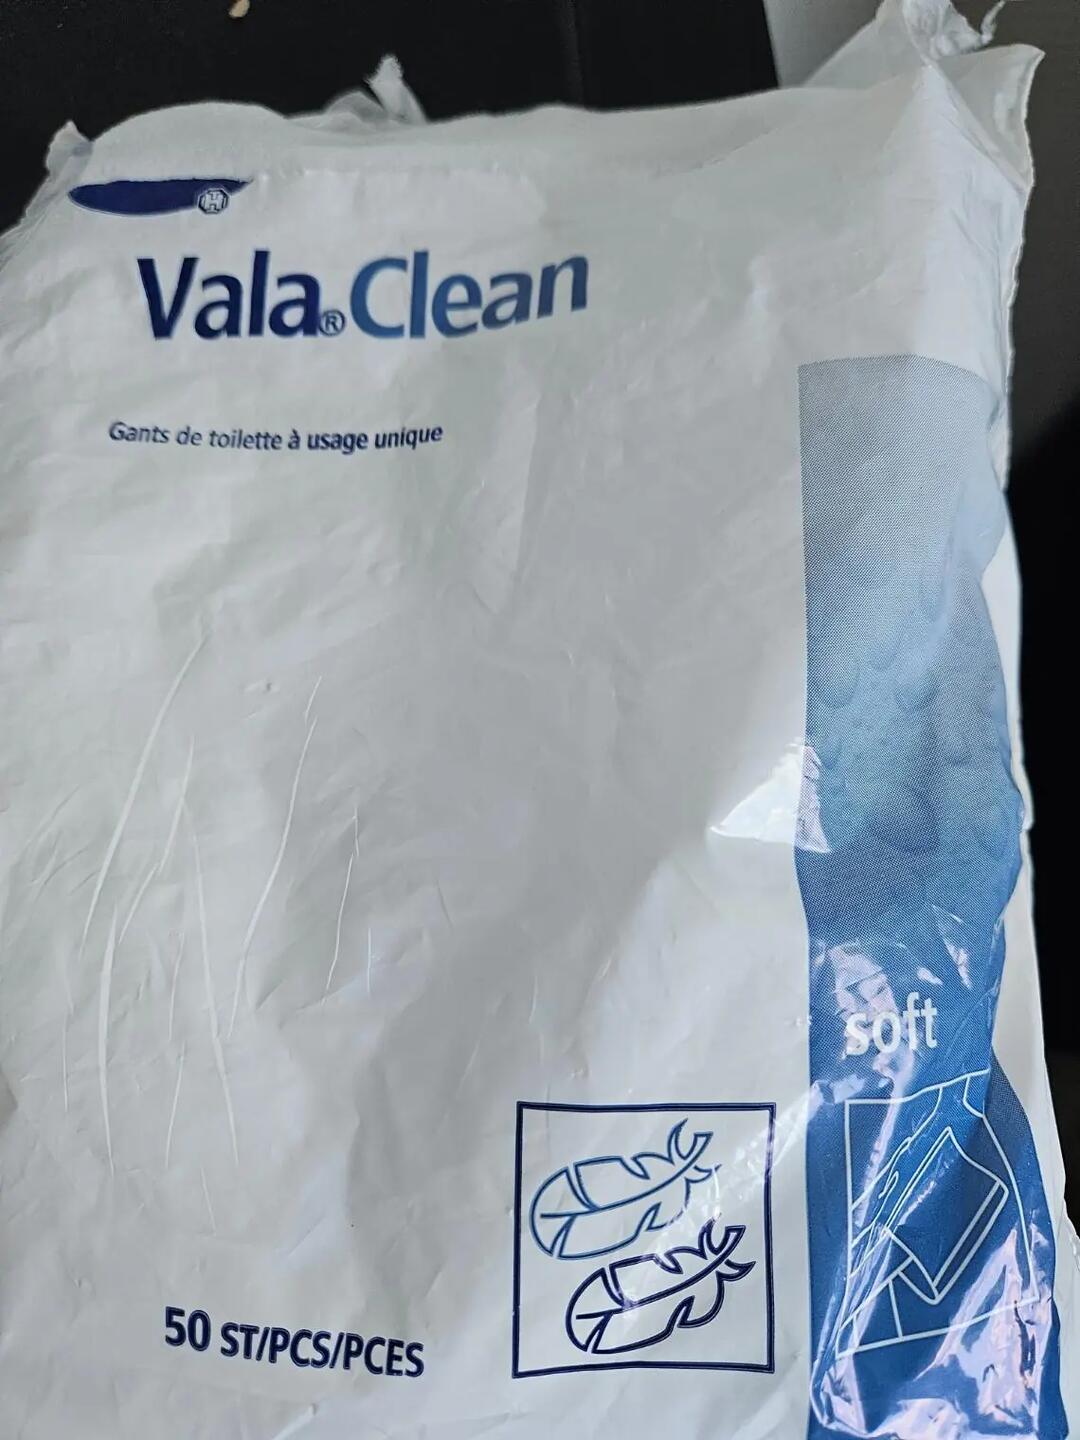 H
Vala®Clean
Gants de toilette à usage unique
soft
50 ST/PCS/PCES